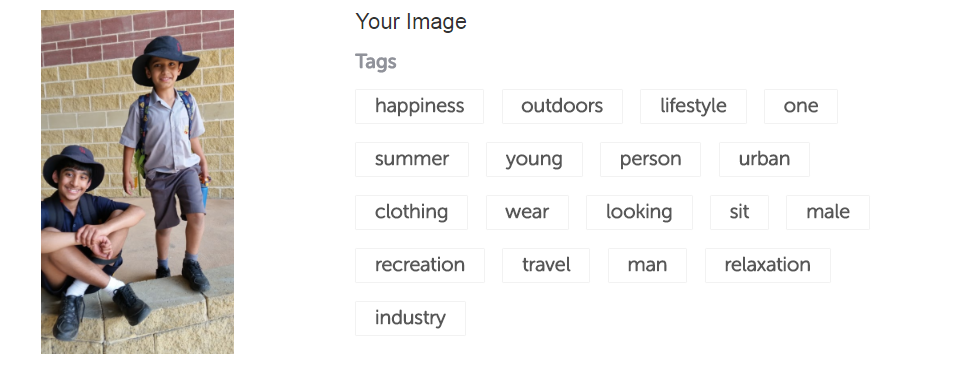 Your Image
Tags
happiness outdoors lifestyle one
summer young person urban
clothing wear looking sit male
recreation travel man relaxation
industry